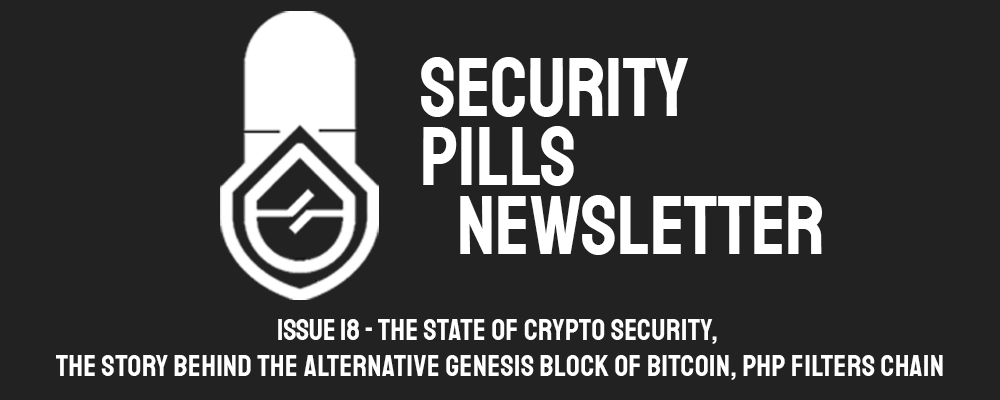 SECURITY
PILLS
NEWSLETTER
ISSUE 18 - THE STATE OF CRYPTO SECURITY,
THE STORY BEHIND THE ALTERNATIVE GENESIS BLOCK OF BITCOIN, PHP FILTERS CHAIN